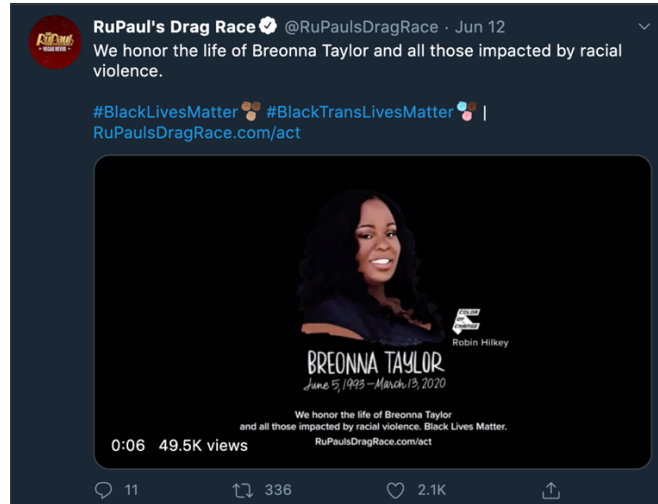 RuPaul's Drag Race @RuPaulsDragRace · Jun 12
We honor the life of Breonna Taylor and all those impacted by racial
violence.
#BlackLivesMatter #BlackTransLivesMatter |
RuPaulsDragRace.com/act
COLOR
OF
CHANGE
Robin Hilkey
BREONNA TAYLOR
June 5, 1993 – March 13, 2020
We honor the life of Breonna Taylor
and all those impacted by racial violence. Black Lives Matter.
RuPaulsDragRace.com/act
0:06 49.5K views
11 336 2.1K